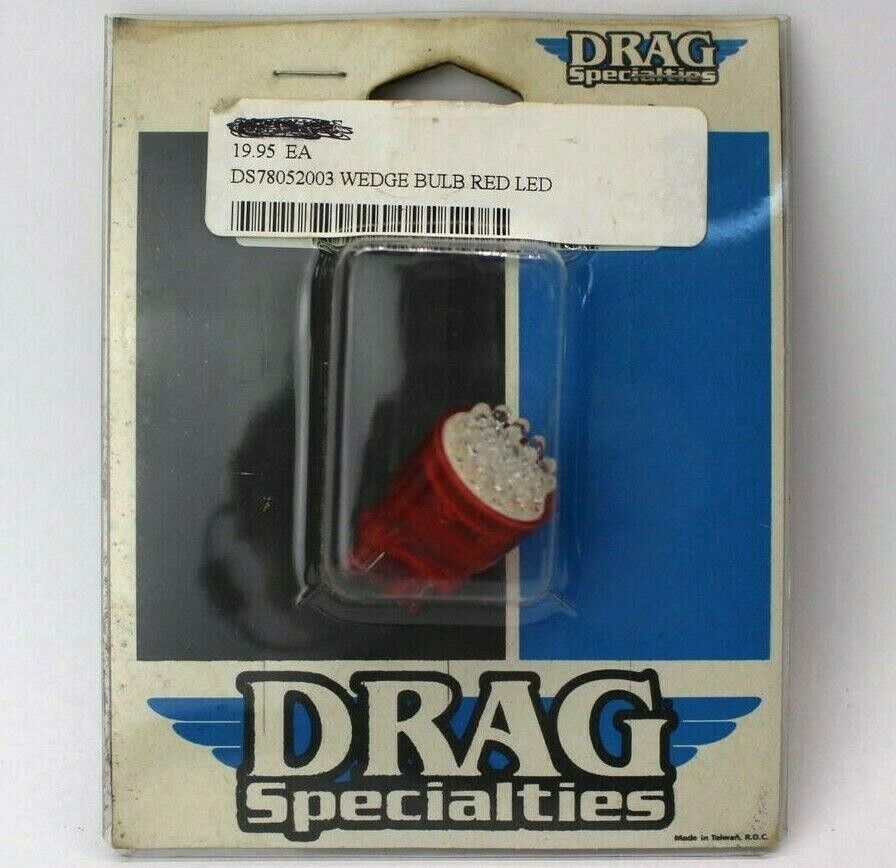 DRAG
Specialties
19.95 EA
DS78052003 WEDGE BULB RED LED
DRAG
Specialties
Made in Taiwan, R.O.C.